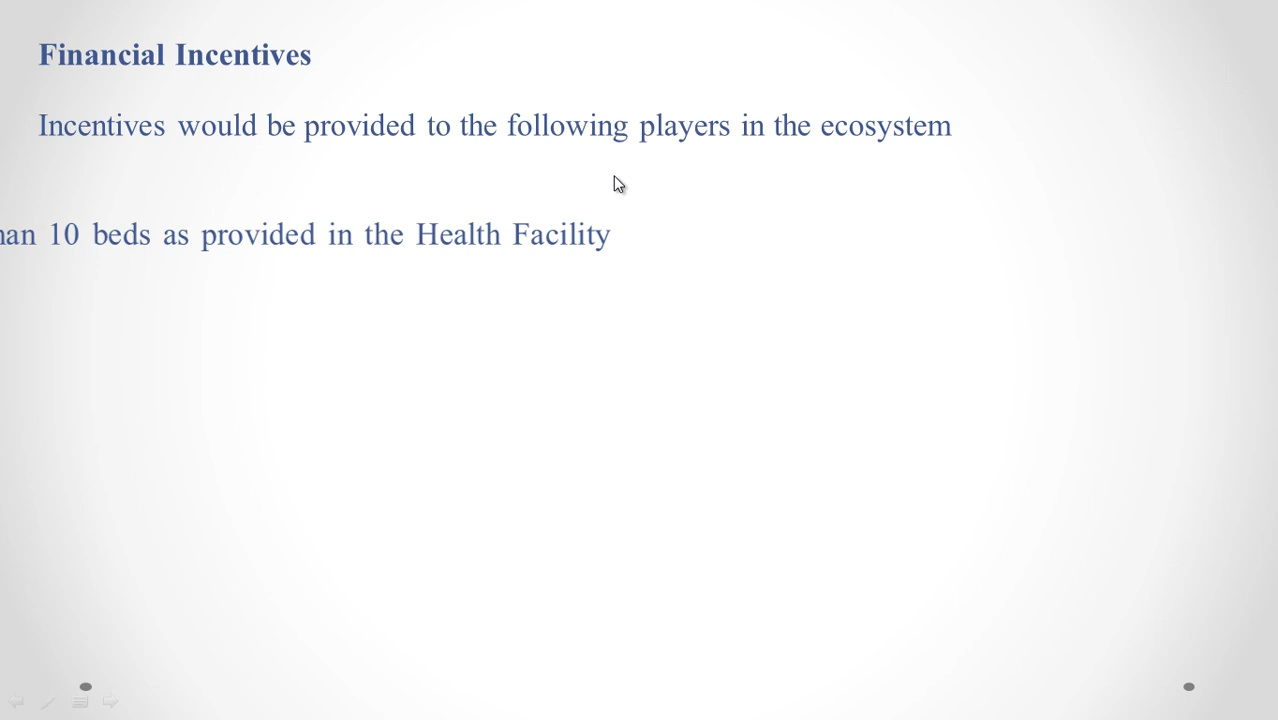 Financial Incentives
Incentives would be provided to the following players in the ecosystem
10 beds as provided in the Health Facility